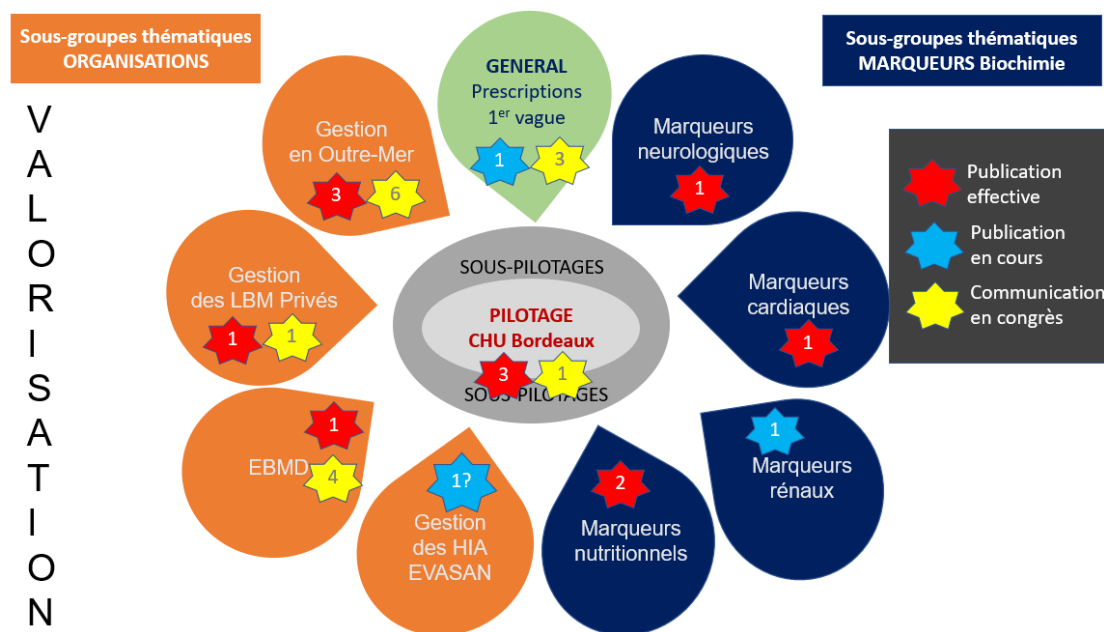 Sous-groupes thématiques
ORGANISATIONS
Sous-groupes thématiques
MARQUEURS Biochimie
VALORISATION
GENERAL
Prescriptions
1er vague
1
3
Gestion
en Outre-Mer
3
6
Marqueurs
neurologiques
1
Publication
effective
Publication
en cours
Communication
en congrès
Gestion
des LBM Privés
1
1
SOUS-PILOTAGES
PILOTAGE
CHU Bordeaux
3
1
SOUS-PILOTAGES
Marqueurs
cardiaques
1
EBMD
1
4
1?
Gestion
des HIA
EVASAN
2
Marqueurs
nutritionnels
1
Marqueurs
rénaux